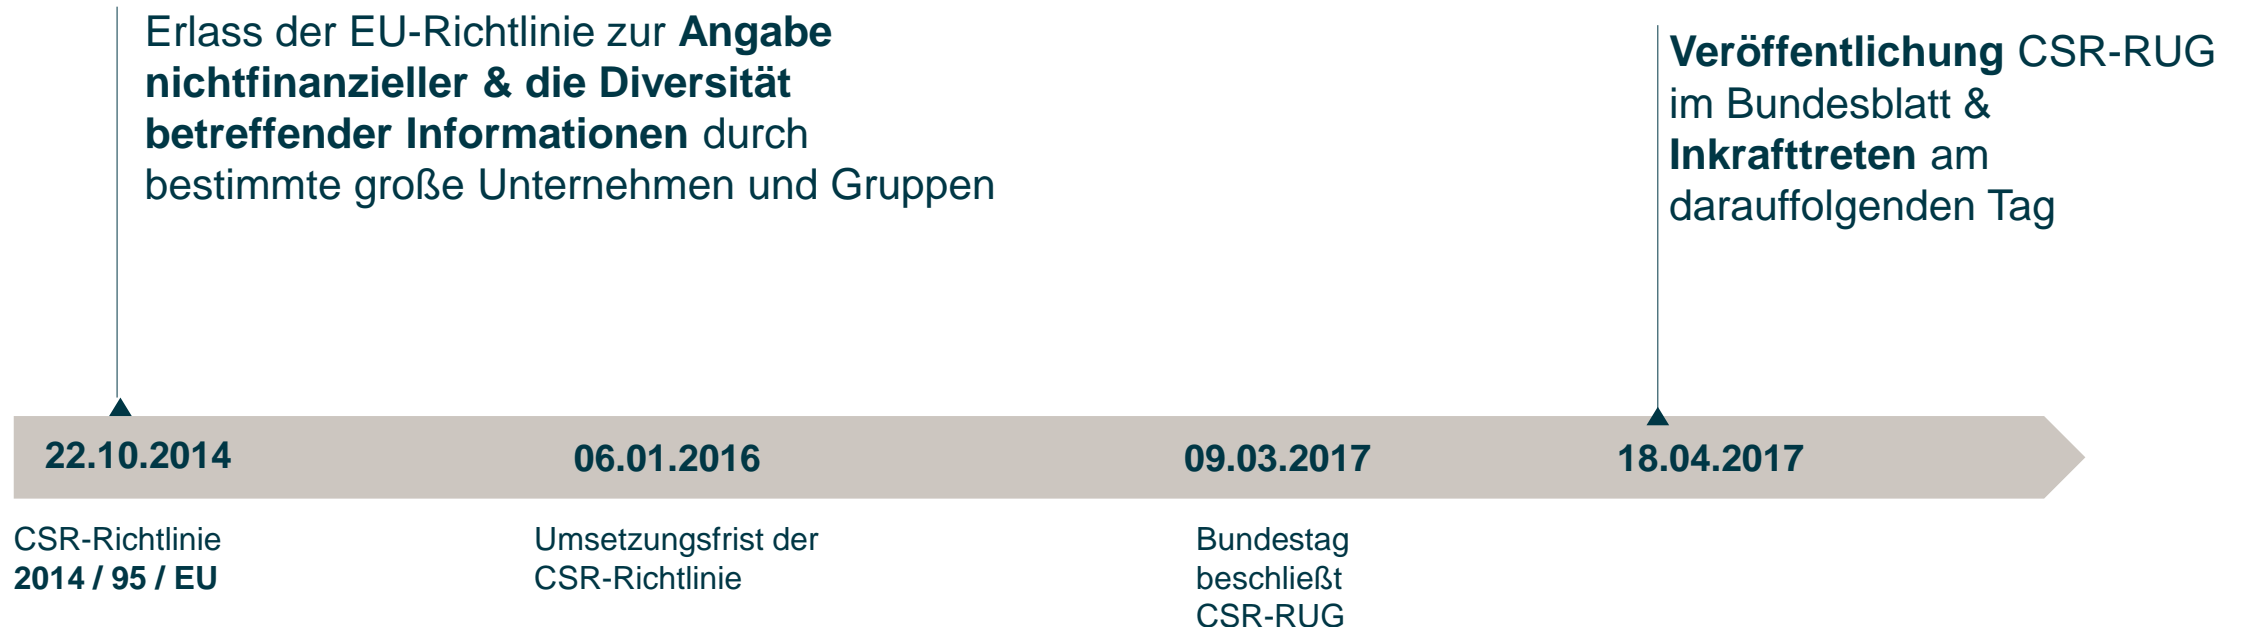 Erlass der EU-Richtlinie zur Angabe
nichtfinanzieller & die Diversität
betreffender Informationen durch
bestimmte große Unternehmen und Gruppen
Veröffentlichung CSR-RUG
im Bundesblatt &
Inkrafttreten am
darauffolgenden Tag
22.10.2014
06.01.2016
09.03.2017
18.04.2017
CSR-Richtlinie
2014 / 95 / EU
Umsetzungsfrist der
CSR-Richtlinie
Bundestag
beschließt
CSR-RUG